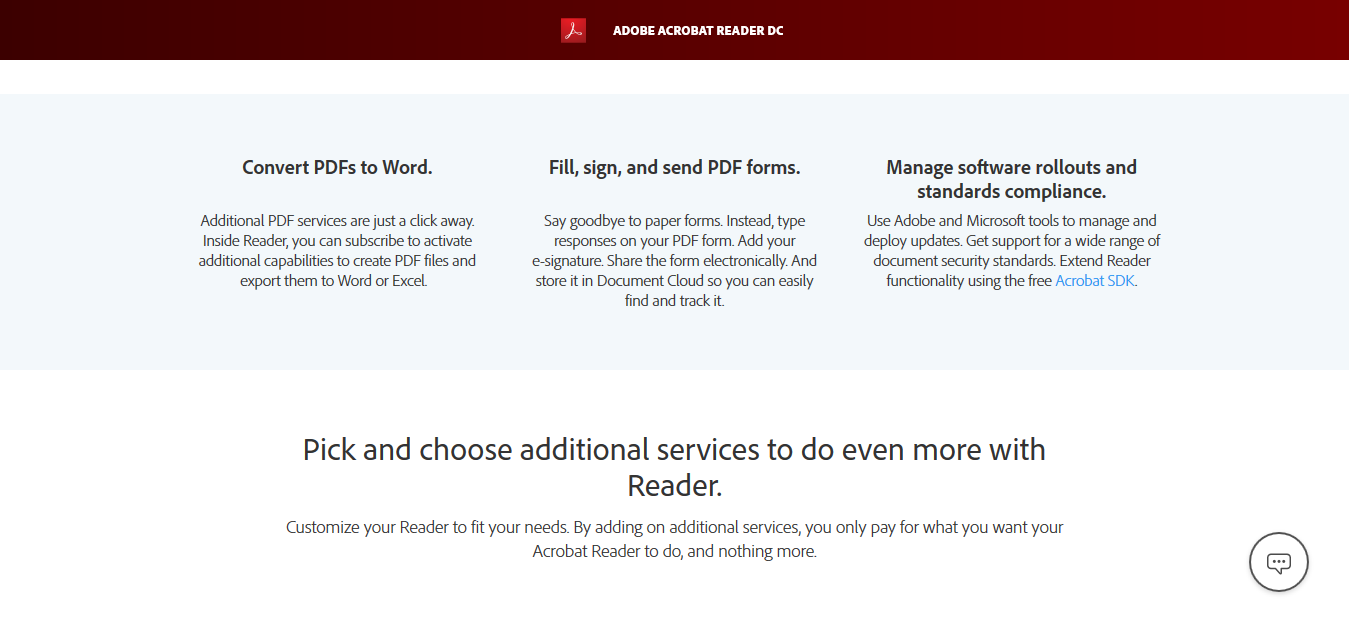 ADOBE ACROBAT READER DC
Convert PDFs to Word.
Additional PDF services are just a click away.
Inside Reader, you can subscribe to activate
additional capabilities to create PDF files and
export them to Word or Excel.
Fill, sign, and send PDF forms.
Say goodbye to paper forms. Instead, type
responses on your PDF form. Add your
e-signature. Share the form electronically. And
store it in Document Cloud so you can easily
find and track it.
Manage software rollouts and
standards compliance.
Use Adobe and Microsoft tools to manage and
deploy updates. Get support for a wide range of
document security standards. Extend Reader
functionality using the free Acrobat SDK.
Pick and choose additional services to do even more with
Reader.
Customize your Reader to fit your needs. By adding on additional services, you only pay for what you want your
Acrobat Reader to do, and nothing more.